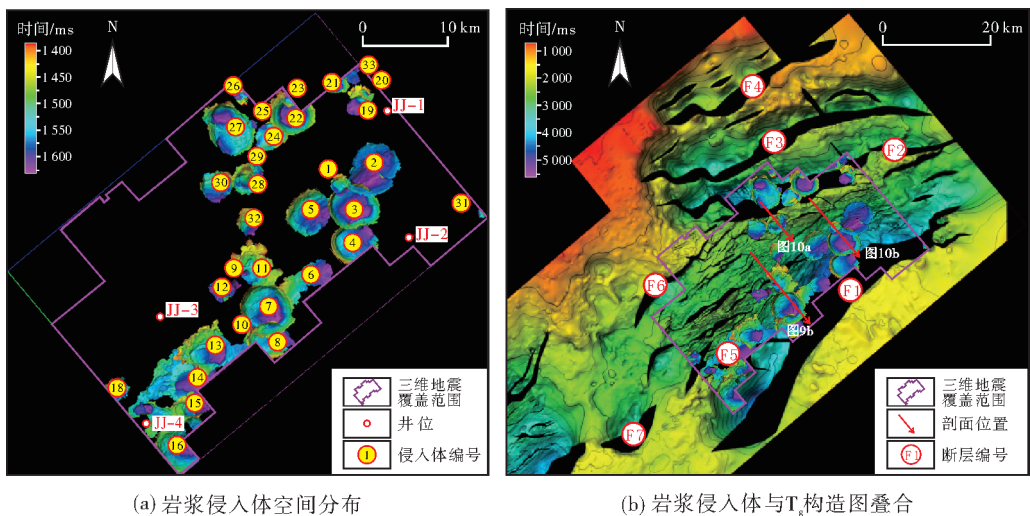 时间/ms
1 400
1 450
1 500
1 550
1 600
N
0 10 km
33
20
21
23
26
25
19
JJ-1
22
27
24
29
1
2
30
28
31
5
3
32
4
JJ-2
9
11
6
12
7
JJ-3
10
8
13
14
18
15
JJ-4
16
三维地震
覆盖范围
井位
1 侵入体编号
(a) 岩浆侵入体空间分布
时间/ms
1 000
2 000
3 000
4 000
5 000
N
0 20 km
F4
F3
F2
图10a
图10b
F6
F1
图9b
F5
F7
三维地震
覆盖范围
剖面位置
F1 断层编号
(b) 岩浆侵入体与Tg构造图叠合